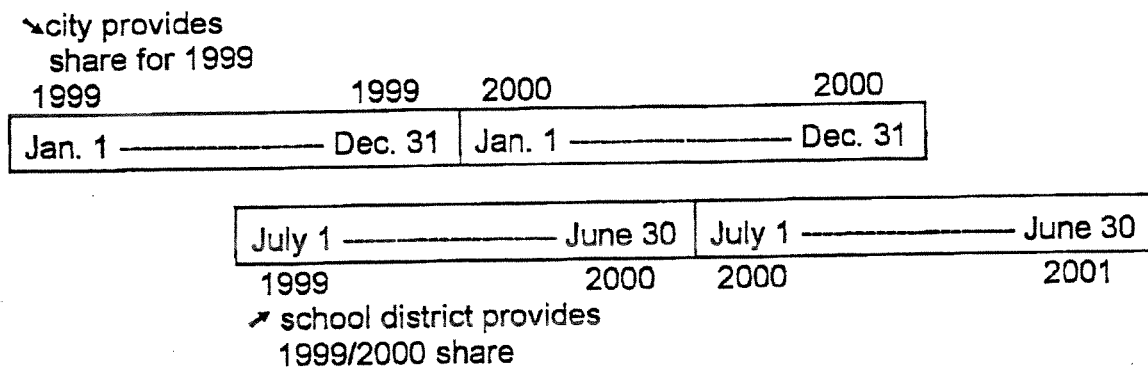 city provides
share for 1999
1999 1999 2000 2000
Jan. 1 Dec. 31 Jan. 1 Dec. 31
July 1 June 30 July 1 June 30
1999 2000 2000 2001
school district provides
1999/2000 share